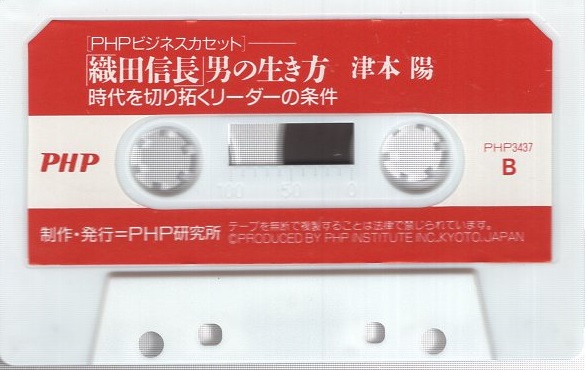 [PHPビジネスカセット]
「織田信長」男の生き方 津本 陽
時代を切り拓くリーダーの条件
PHP
PHP3437
B
100 50 0
制作・発行=PHP研究所
テープを無断で複製することは法律で禁じられています。
©PRODUCED BY PHP INSTITUTE INC.,KYOTO.JAPAN